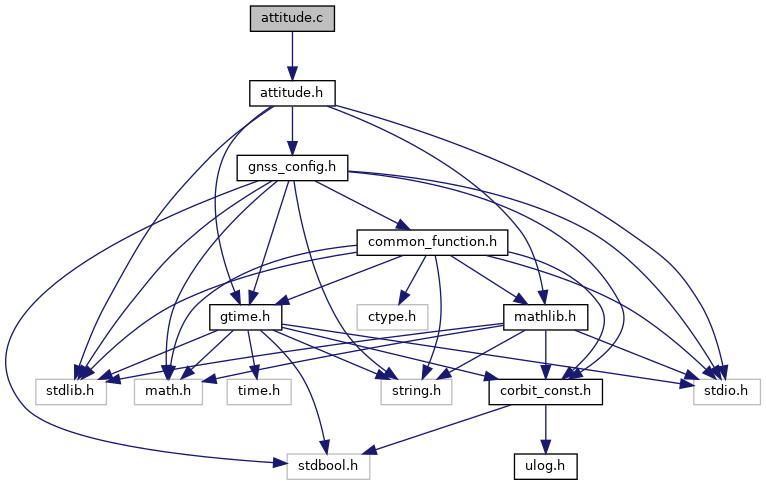 attitude.c
attitude.h
gnss_config.h
common_function.h
gtime.h
ctype.h
mathlib.h
stdlib.h
math.h
time.h
string.h
corbit_const.h
stdio.h
stdbool.h
ulog.h